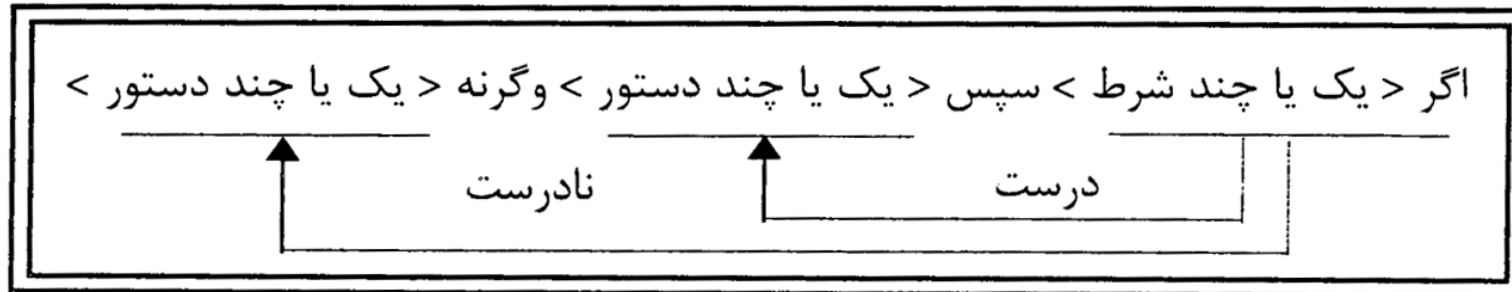 اگر < یک یا چند شرط > سپس < یک یا چند دستور > وگرنه < یک یا چند دستور >
درست نادرست